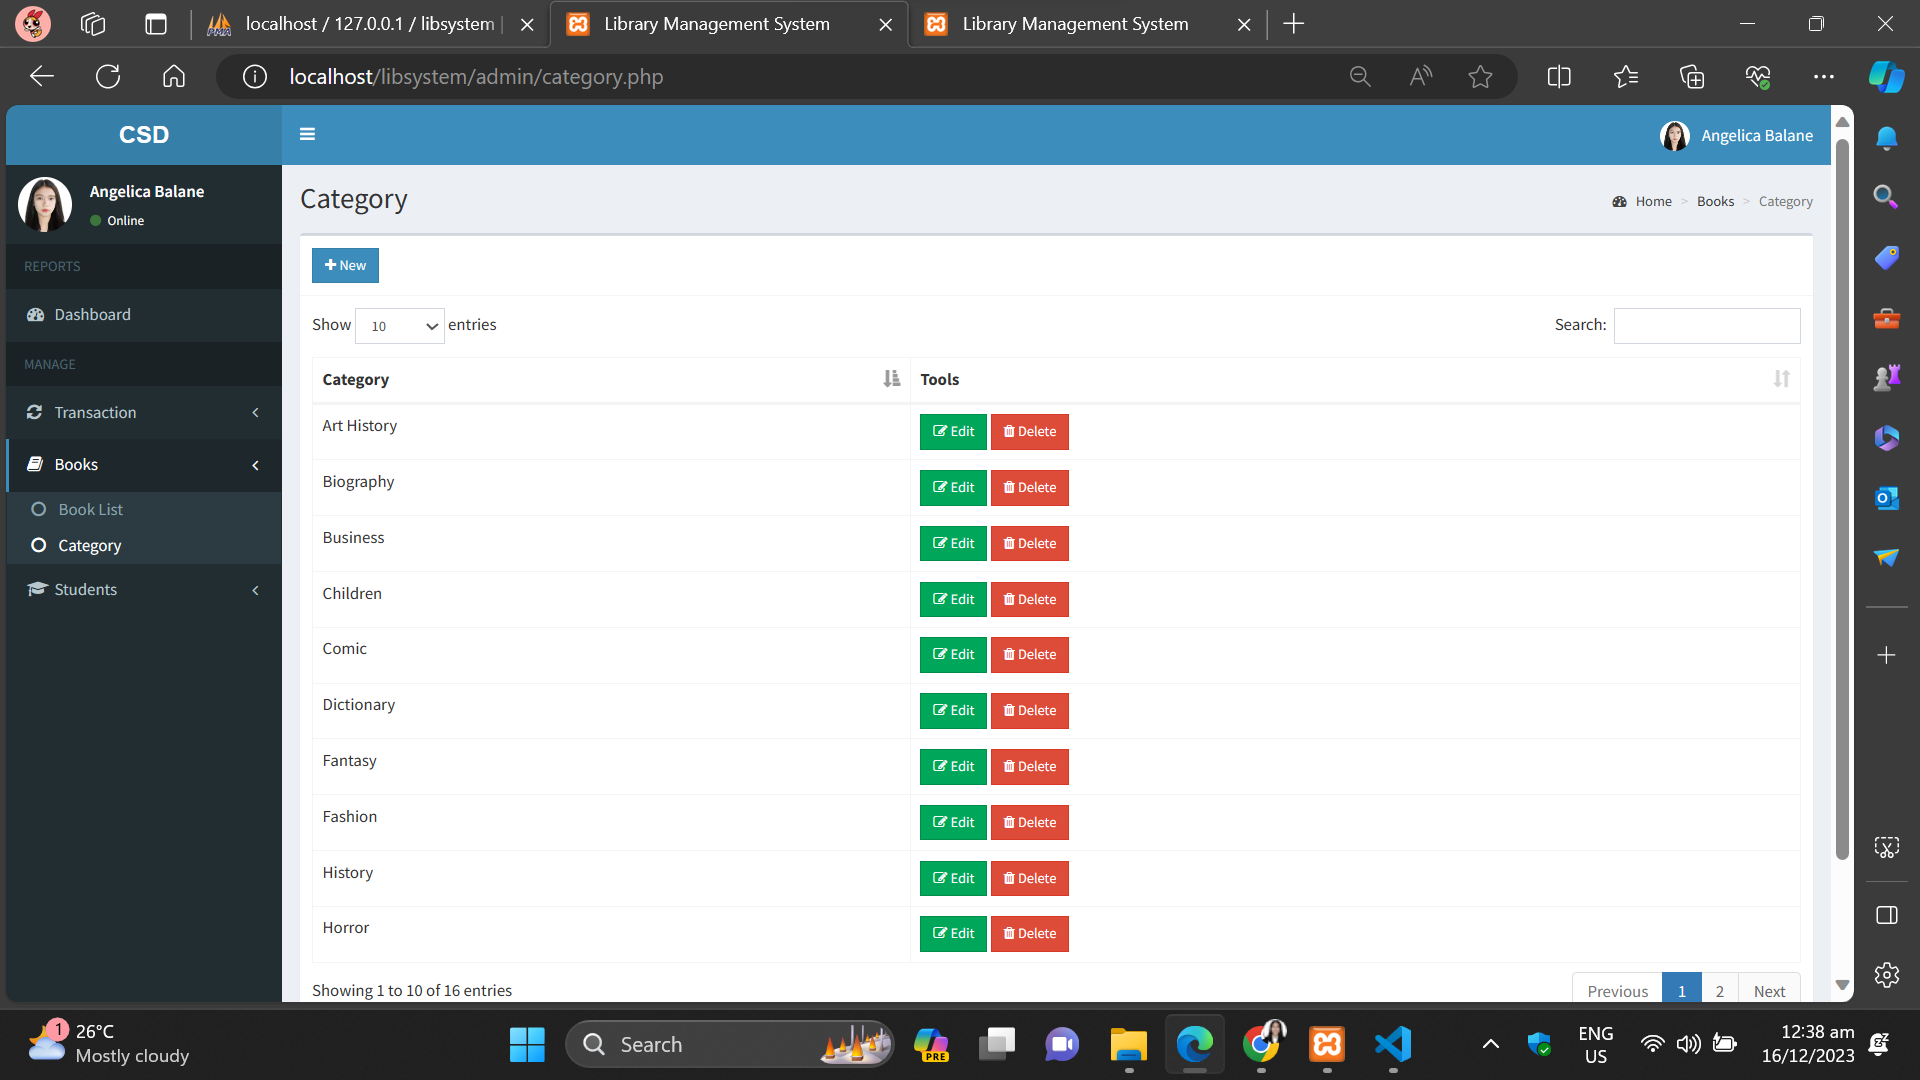 localhost / 127.0.0.1 / libsystem |
Library Management System
Library Management System
localhost/libsystem/admin/category.php
CSD
Angelica Balane
Angelica Balane
Online
REPORTS
Dashboard
MANAGE
Transaction
Books
Book List
Category
Students
Category
Home > Books > Category
New
Show 10 entries
Search:
Category Tools
Art History Edit Delete
Biography Edit Delete
Business Edit Delete
Children Edit Delete
Comic Edit Delete
Dictionary Edit Delete
Fantasy Edit Delete
Fashion Edit Delete
History Edit Delete
Horror Edit Delete
Showing 1 to 10 of 16 entries
Previous 1 2 Next
1
26°C
Mostly cloudy
Search
PRE
ENG
US
12:38 am
16/12/2023